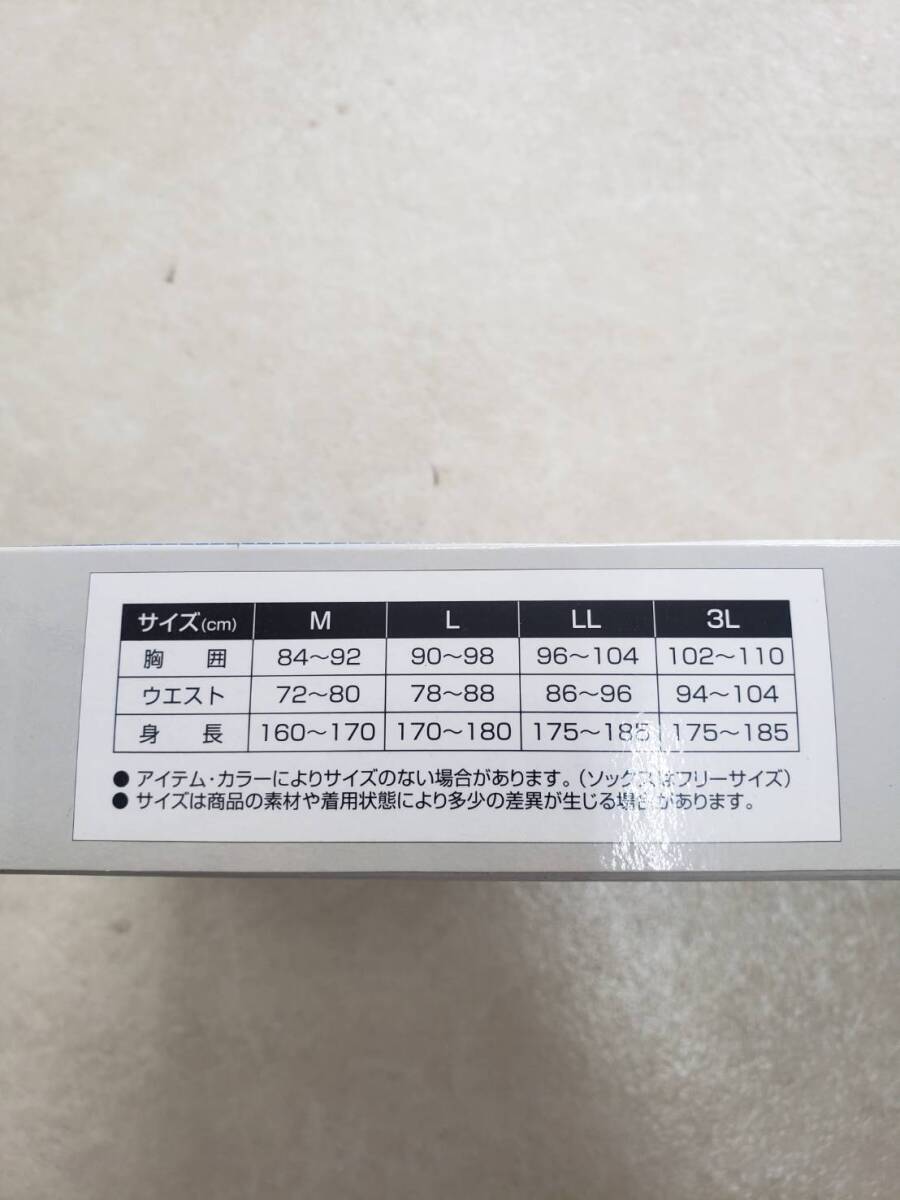 サイズ(cm) M L LL 3L
胸囲 84～92 90～98 96～104 102～110
ウエスト 72～80 78～88 86～96 94～104
身長 160～170 170～180 175～185 175～185
● アイテム・カラーによりサイズのない場合があります。(ソックスはフリーサイズ)
● サイズは商品の素材や着用状態により多少の差異が生じる場合があります。